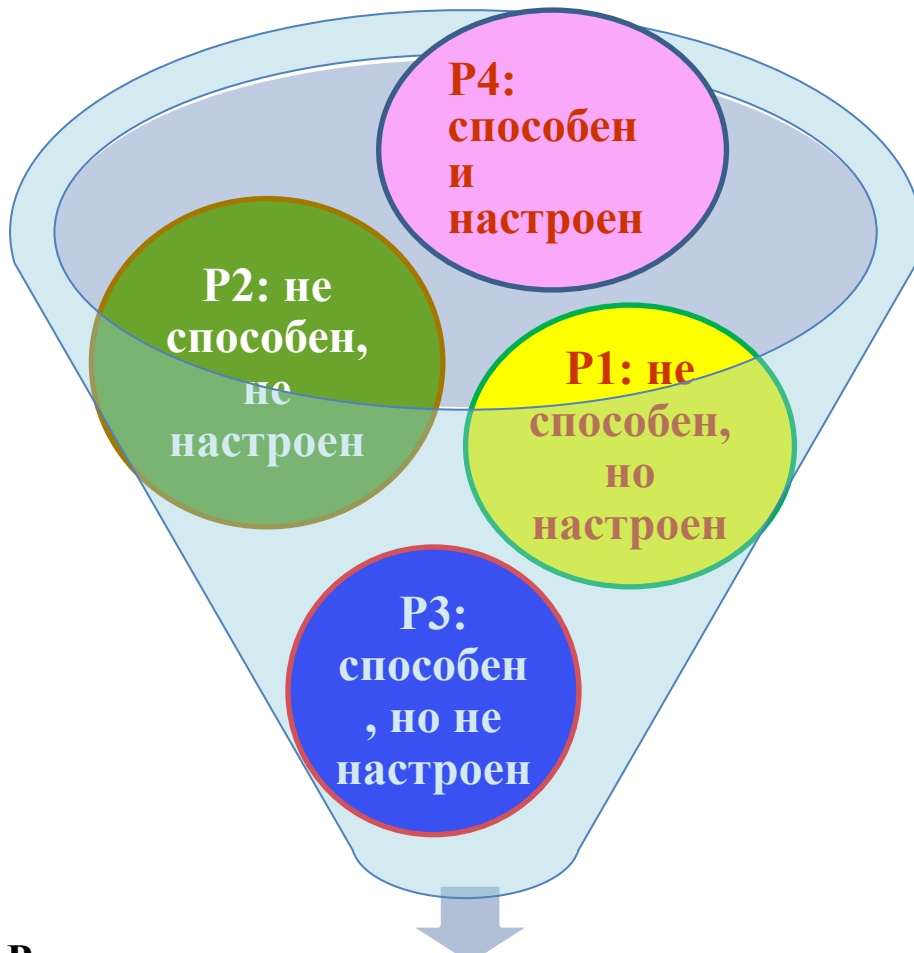 Р4:
способен
и
настроен
Р2: не
способен,
не
настроен
Р1: не
способен,
но
настроен
Р3:
способен
, но не
настроен